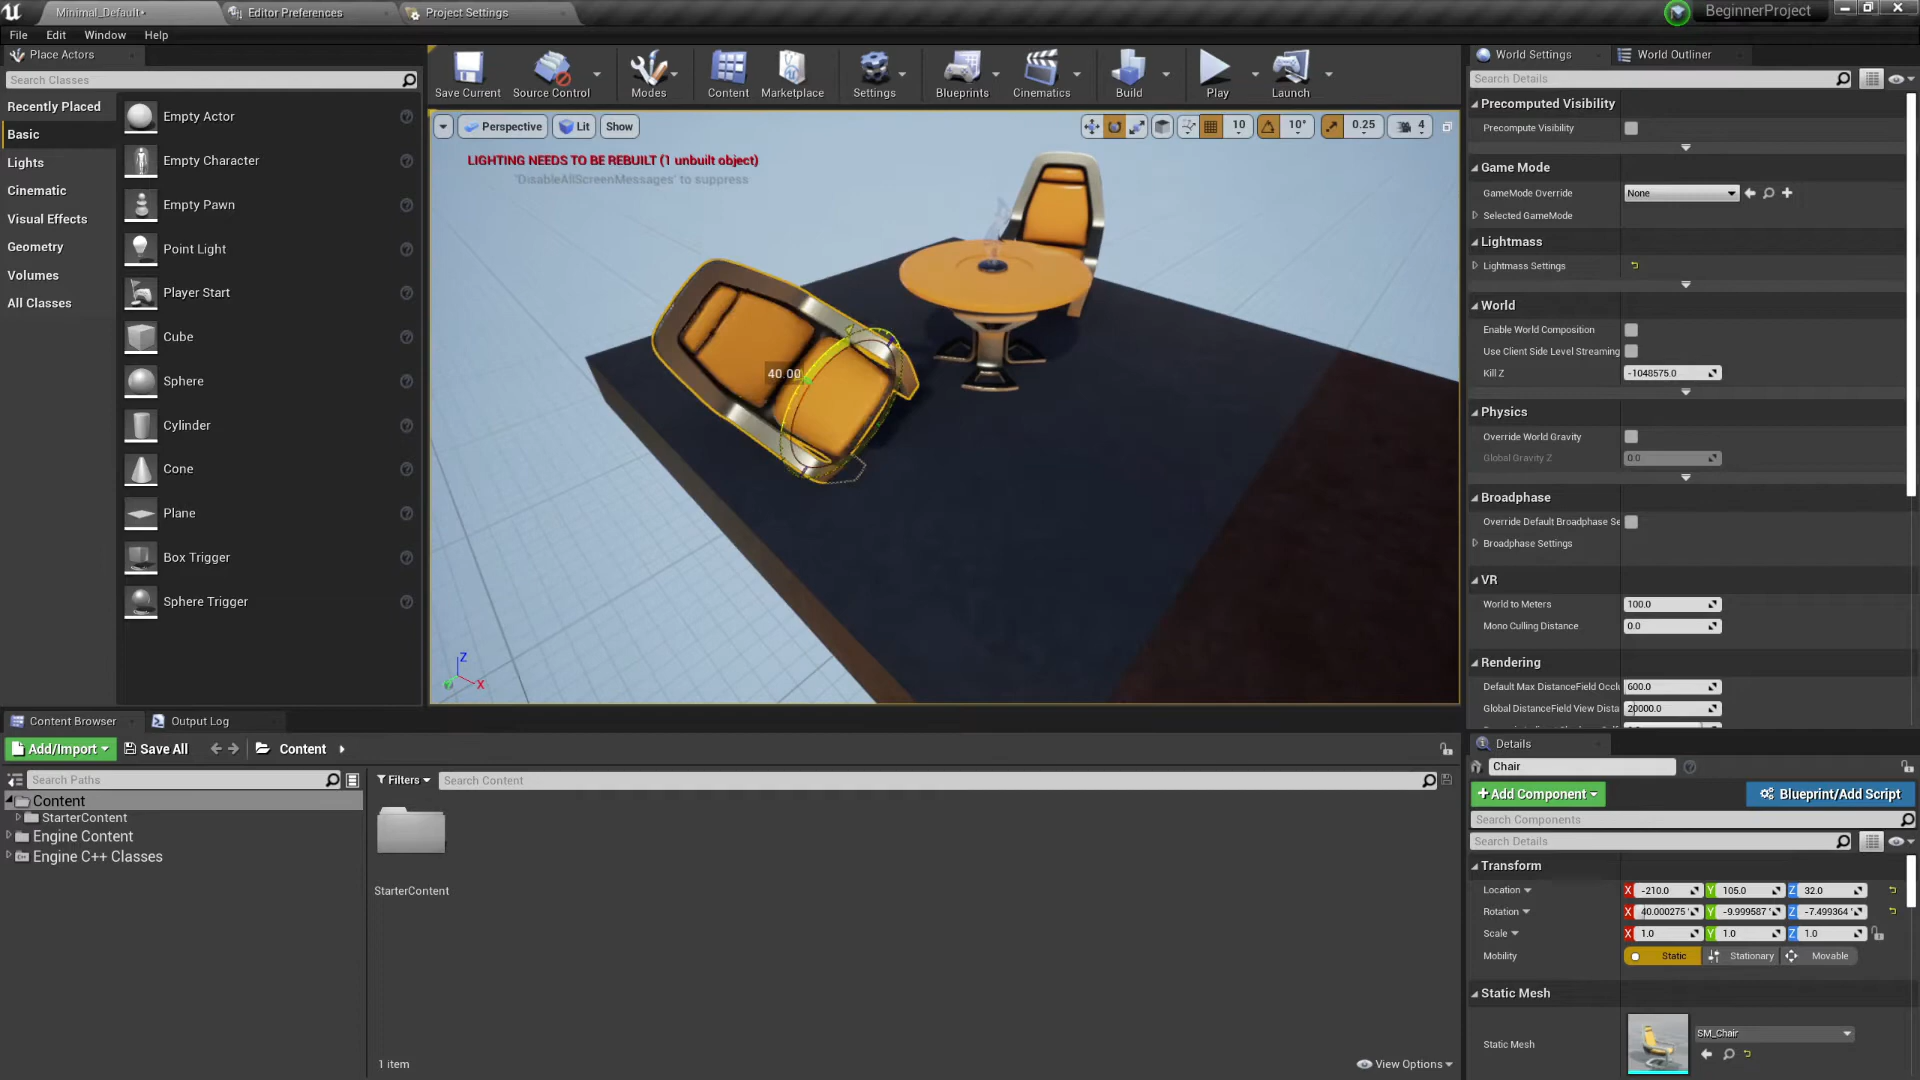 Minimal_Default•
Editor Preferences
Project Settings
BeginnerProject
File
Edit
Window
Help
Place Actors
Search Classes
Recently Placed
Basic
Lights
Cinematic
Visual Effects
Geometry
Volumes
All Classes
Empty Actor
Empty Character
Empty Pawn
Point Light
Player Start
Cube
Sphere
Cylinder
Cone
Plane
Box Trigger
Sphere Trigger
Save Current
Source Control
Modes
Content
Marketplace
Settings
Blueprints
Cinematics
Build
Play
Launch
Perspective
Lit
Show
10
10°
0.25
4
LIGHTING NEEDS TO BE REBUILT (1 unbuilt object)
'DisableAllScreenMessages' to suppress
40.00
Z
X
World Settings
World Outliner
Search Details
Precomputed Visibility
Precompute Visibility
Game Mode
GameMode Override
None
Selected GameMode
Lightmass
Lightmass Settings
World
Enable World Composition
Use Client Side Level Streaming
Kill Z
-1048575.0
Physics
Override World Gravity
Global Gravity Z
0.0
Broadphase
Override Default Broadphase Se
Broadphase Settings
VR
World to Meters
100.0
Mono Culling Distance
0.0
Rendering
Default Max DistanceField Occlu
600.0
Global DistanceField View Dista
20000.0
Content Browser
Output Log
Add/Import
Save All
Content
Search Paths
Filters
Search Content
Content
StarterContent
Engine Content
Engine C++ Classes
StarterContent
1 item
View Options
Details
Chair
Add Component
Blueprint/Add Script
Search Components
Search Details
Transform
Location
X
-210.0
Y
105.0
Z
32.0
Rotation
X
40.000275 °
Y
-9.999587 °
Z
-7.499364 °
Scale
X
1.0
Y
1.0
Z
1.0
Mobility
Static
Stationary
Movable
Static Mesh
Static Mesh
SM_Chair